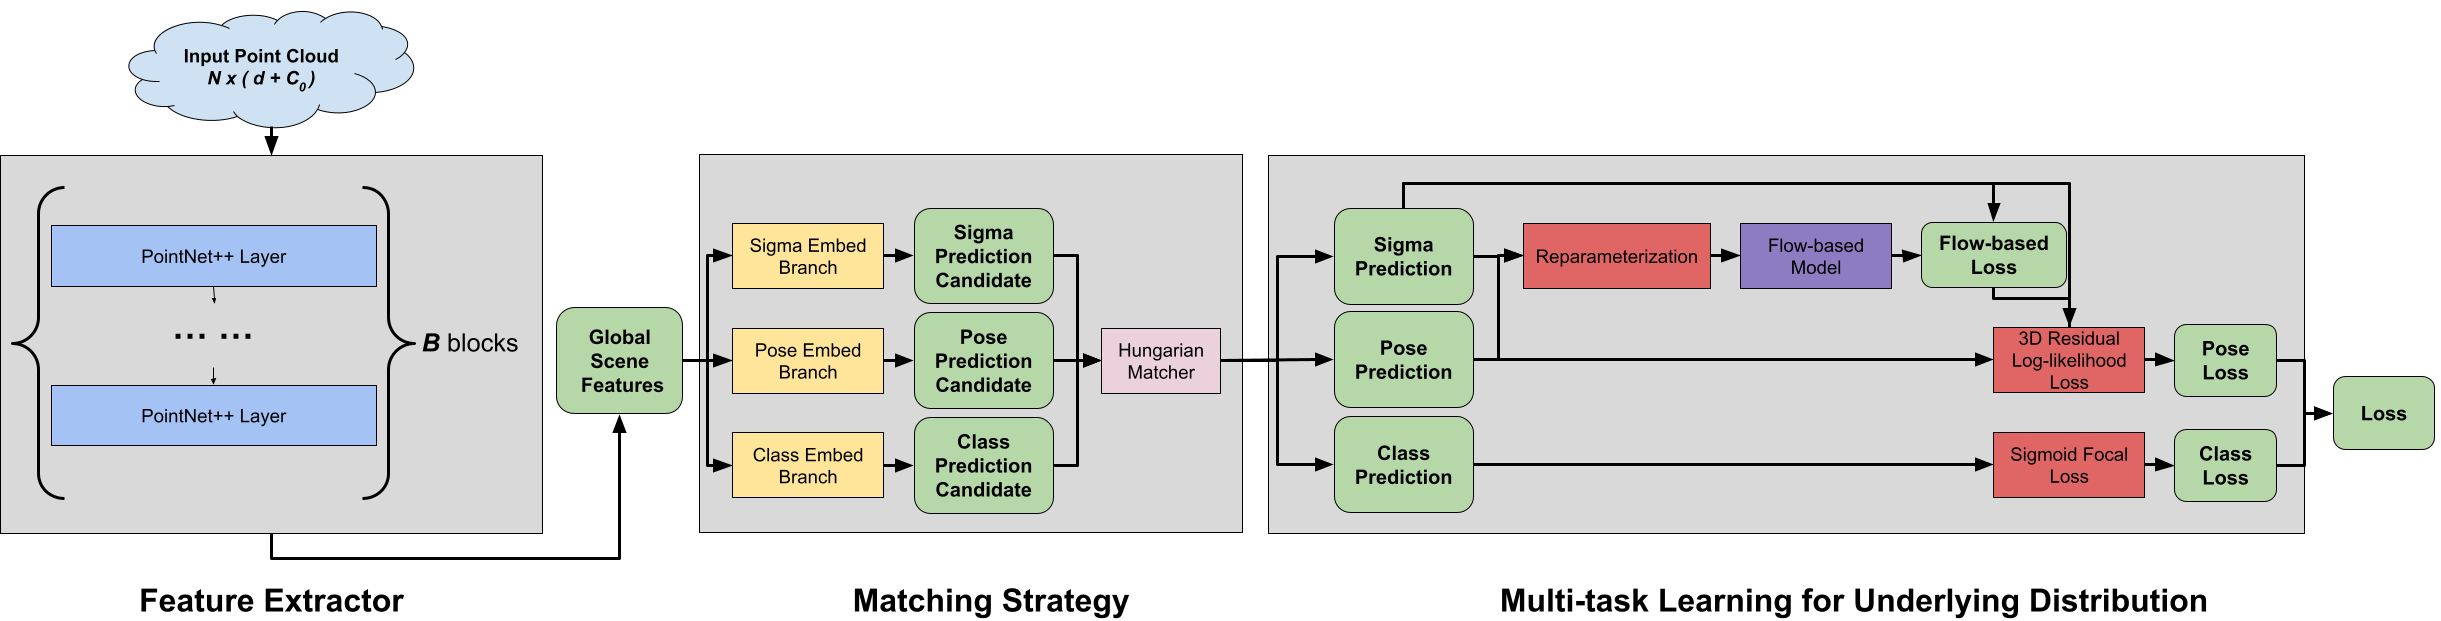 Input Point Cloud
N x ( d + C0 )
PointNet++ Layer
... ...
PointNet++ Layer
B blocks
Feature Extractor
Global
Scene
Features
Sigma Embed
Branch
Pose Embed
Branch
Class Embed
Branch
Sigma
Prediction
Candidate
Pose
Prediction
Candidate
Class
Prediction
Candidate
Hungarian
Matcher
Matching Strategy
Sigma
Prediction
Pose
Prediction
Class
Prediction
Reparameterization
Flow-based
Model
Flow-based
Loss
3D Residual
Log-likelihood
Loss
Sigmoid Focal
Loss
Pose
Loss
Class
Loss
Loss
Multi-task Learning for Underlying Distribution